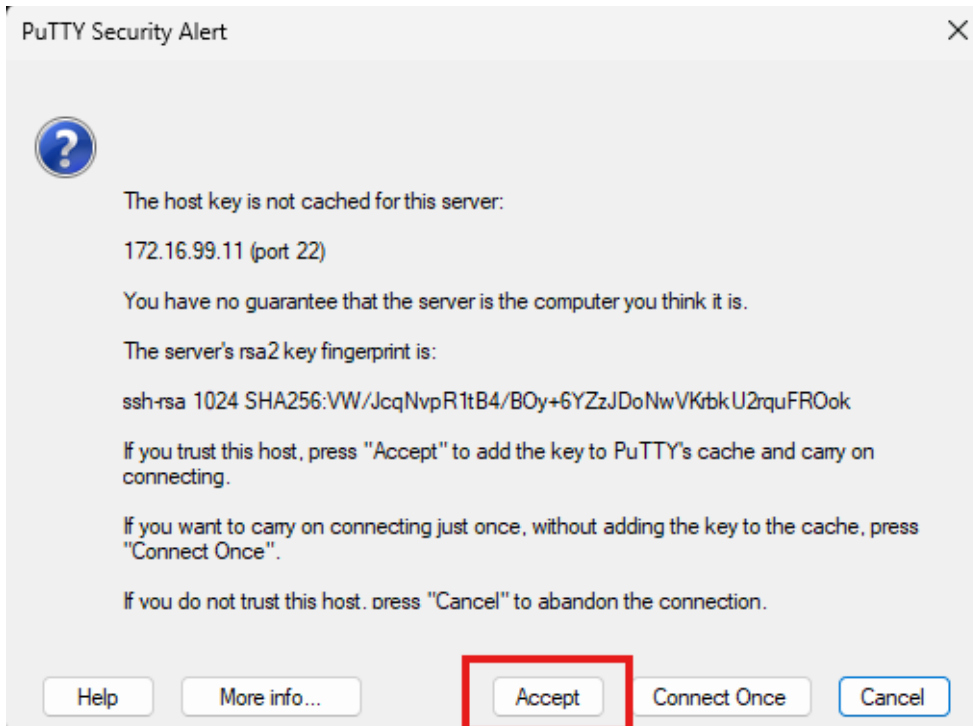 PuTTY Security Alert
The host key is not cached for this server:
172.16.99.11 (port 22)
You have no guarantee that the server is the computer you think it is.
The server's rsa2 key fingerprint is:
ssh-rsa 1024 SHA256:VW/JcqNvpR1tB4/BOy+6YZzJDoNwVKrbkU2rquFROok
If you trust this host, press "Accept" to add the key to PuTTY's cache and carry on
connecting.
If you want to carry on connecting just once, without adding the key to the cache, press
"Connect Once".
If you do not trust this host, press "Cancel" to abandon the connection.
Help More info... Accept Connect Once Cancel